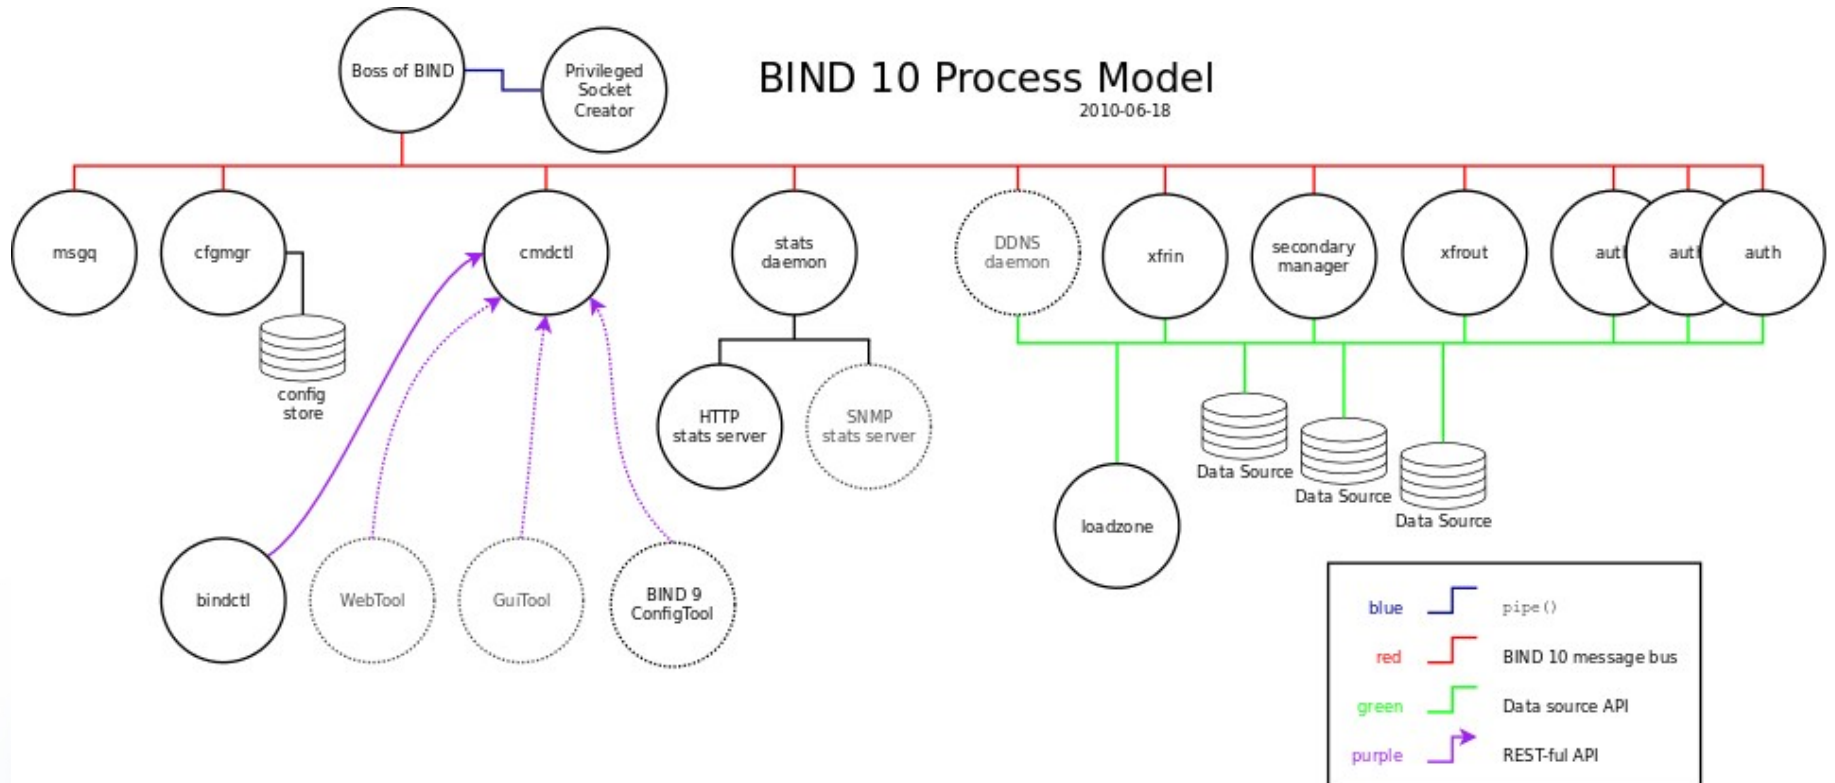 Boss of BIND
Privileged
Socket
Creator
BIND 10 Process Model
2010-06-18
msgq
cfgmgr
cmdctl
stats
daemon
DDNS
daemon
xfrin
secondary
manager
xfrout
auth
auth
auth
config
store
HTTP
stats server
SNMP
stats server
Data Source
Data Source
Data Source
loadzone
bindctl
WebTool
GuiTool
BIND 9
ConfigTool
blue pipe()
red BIND 10 message bus
green Data source API
purple REST-ful API